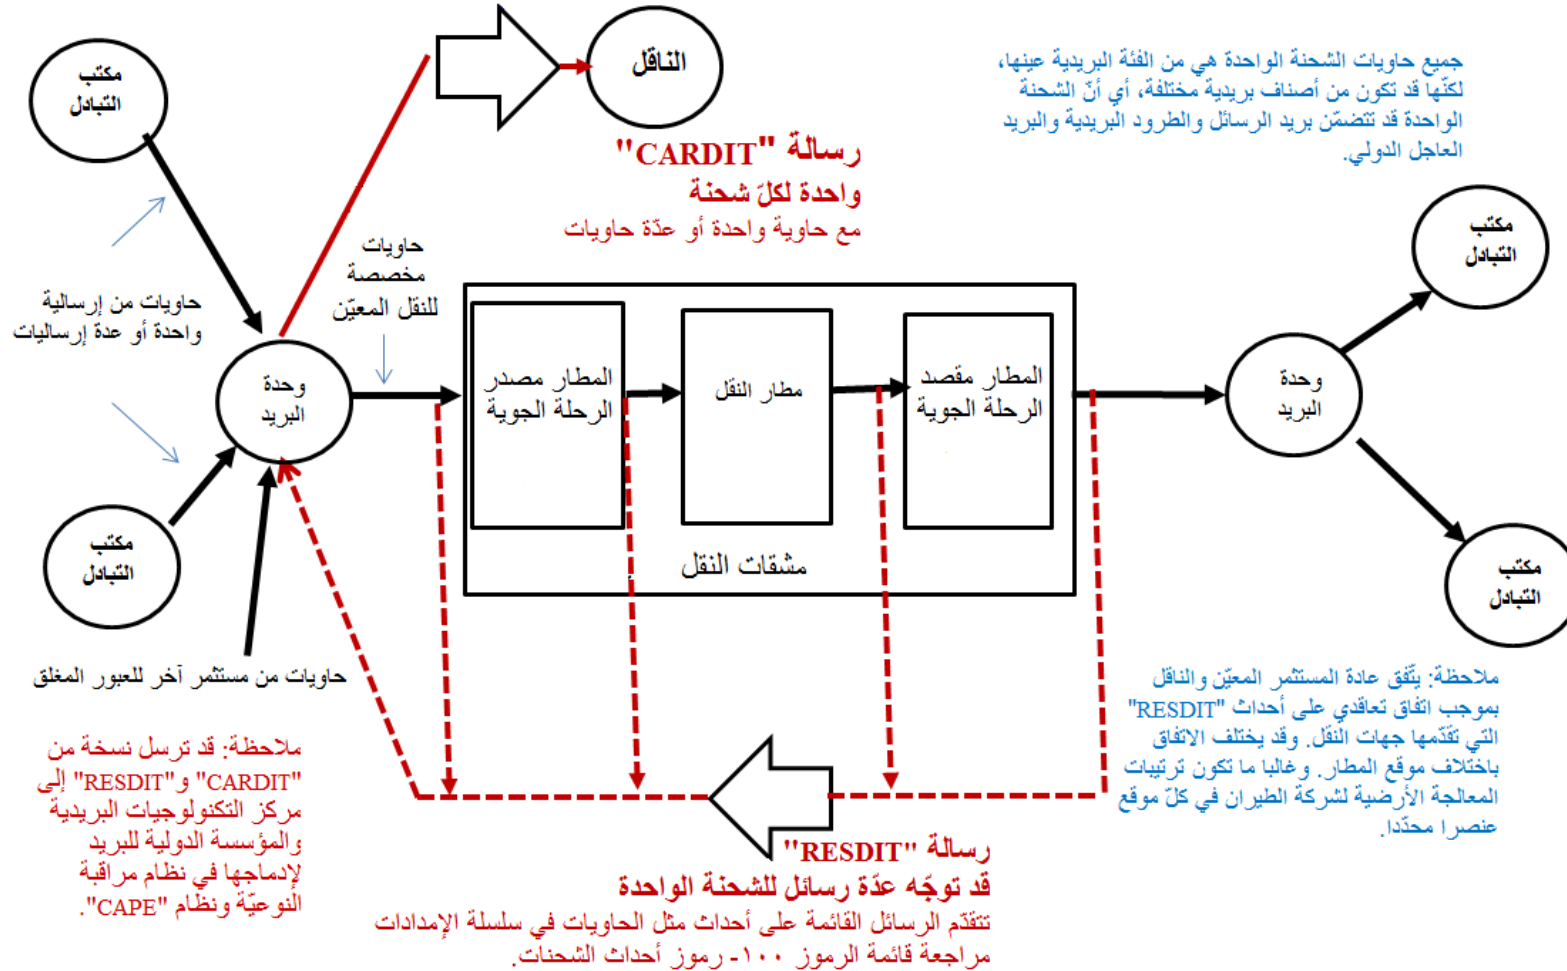 مكتب
التبادل
الناقل
جميع حاويات الشحنة الواحدة هي من الفئة البريدية عينها،
لكنّها قد تكون من أصناف بريدية مختلفة، أي أنّ الشحنة
الواحدة قد تتضمّن بريد الرسائل والطرود البريدية والبريد
العاجل الدولي.
رسالة "CARDIT"
واحدة لكلّ شحنة
مع حاوية واحدة أو عدّة حاويات
مكتب
التبادل
حاويات
مخصصة
للنقل المعيّن
حاويات من إرسالية
واحدة أو عدة إرساليات
وحدة
البريد
المطار مصدر
الرحلة الجوية
مطار النقل
المطار مقصد
الرحلة الجوية
وحدة
البريد
مشقات النقل
مكتب
التبادل
مكتب
التبادل
حاويات من مستثمر آخر للعبور المغلق
ملاحظة: يتّفق عادة المستثمر المعيّن والناقل
بموجب اتفاق تعاقدي على أحداث "RESDIT"
التي تقدّمها جهات النقل. وقد يختلف الاتفاق
باختلاف موقع المطار. وغالبا ما تكون ترتيبات
المعالجة الأرضية لشركة الطيران في كلّ موقع
عنصرا محدّدا.
ملاحظة: قد ترسل نسخة من
"CARDIT" و"RESDIT" إلى
مركز التكنولوجيات البريدية
والمؤسسة الدولية للبريد
لإدماجها في نظام مراقبة
النوعيّة ونظام "CAPE".
رسالة "RESDIT"
قد توجّه عدّة رسائل للشحنة الواحدة
تتقدّم الرسائل القائمة على أحداث مثل الحاويات في سلسلة الإمدادات
مراجعة قائمة الرموز ١٠٠- رموز أحداث الشحنات.